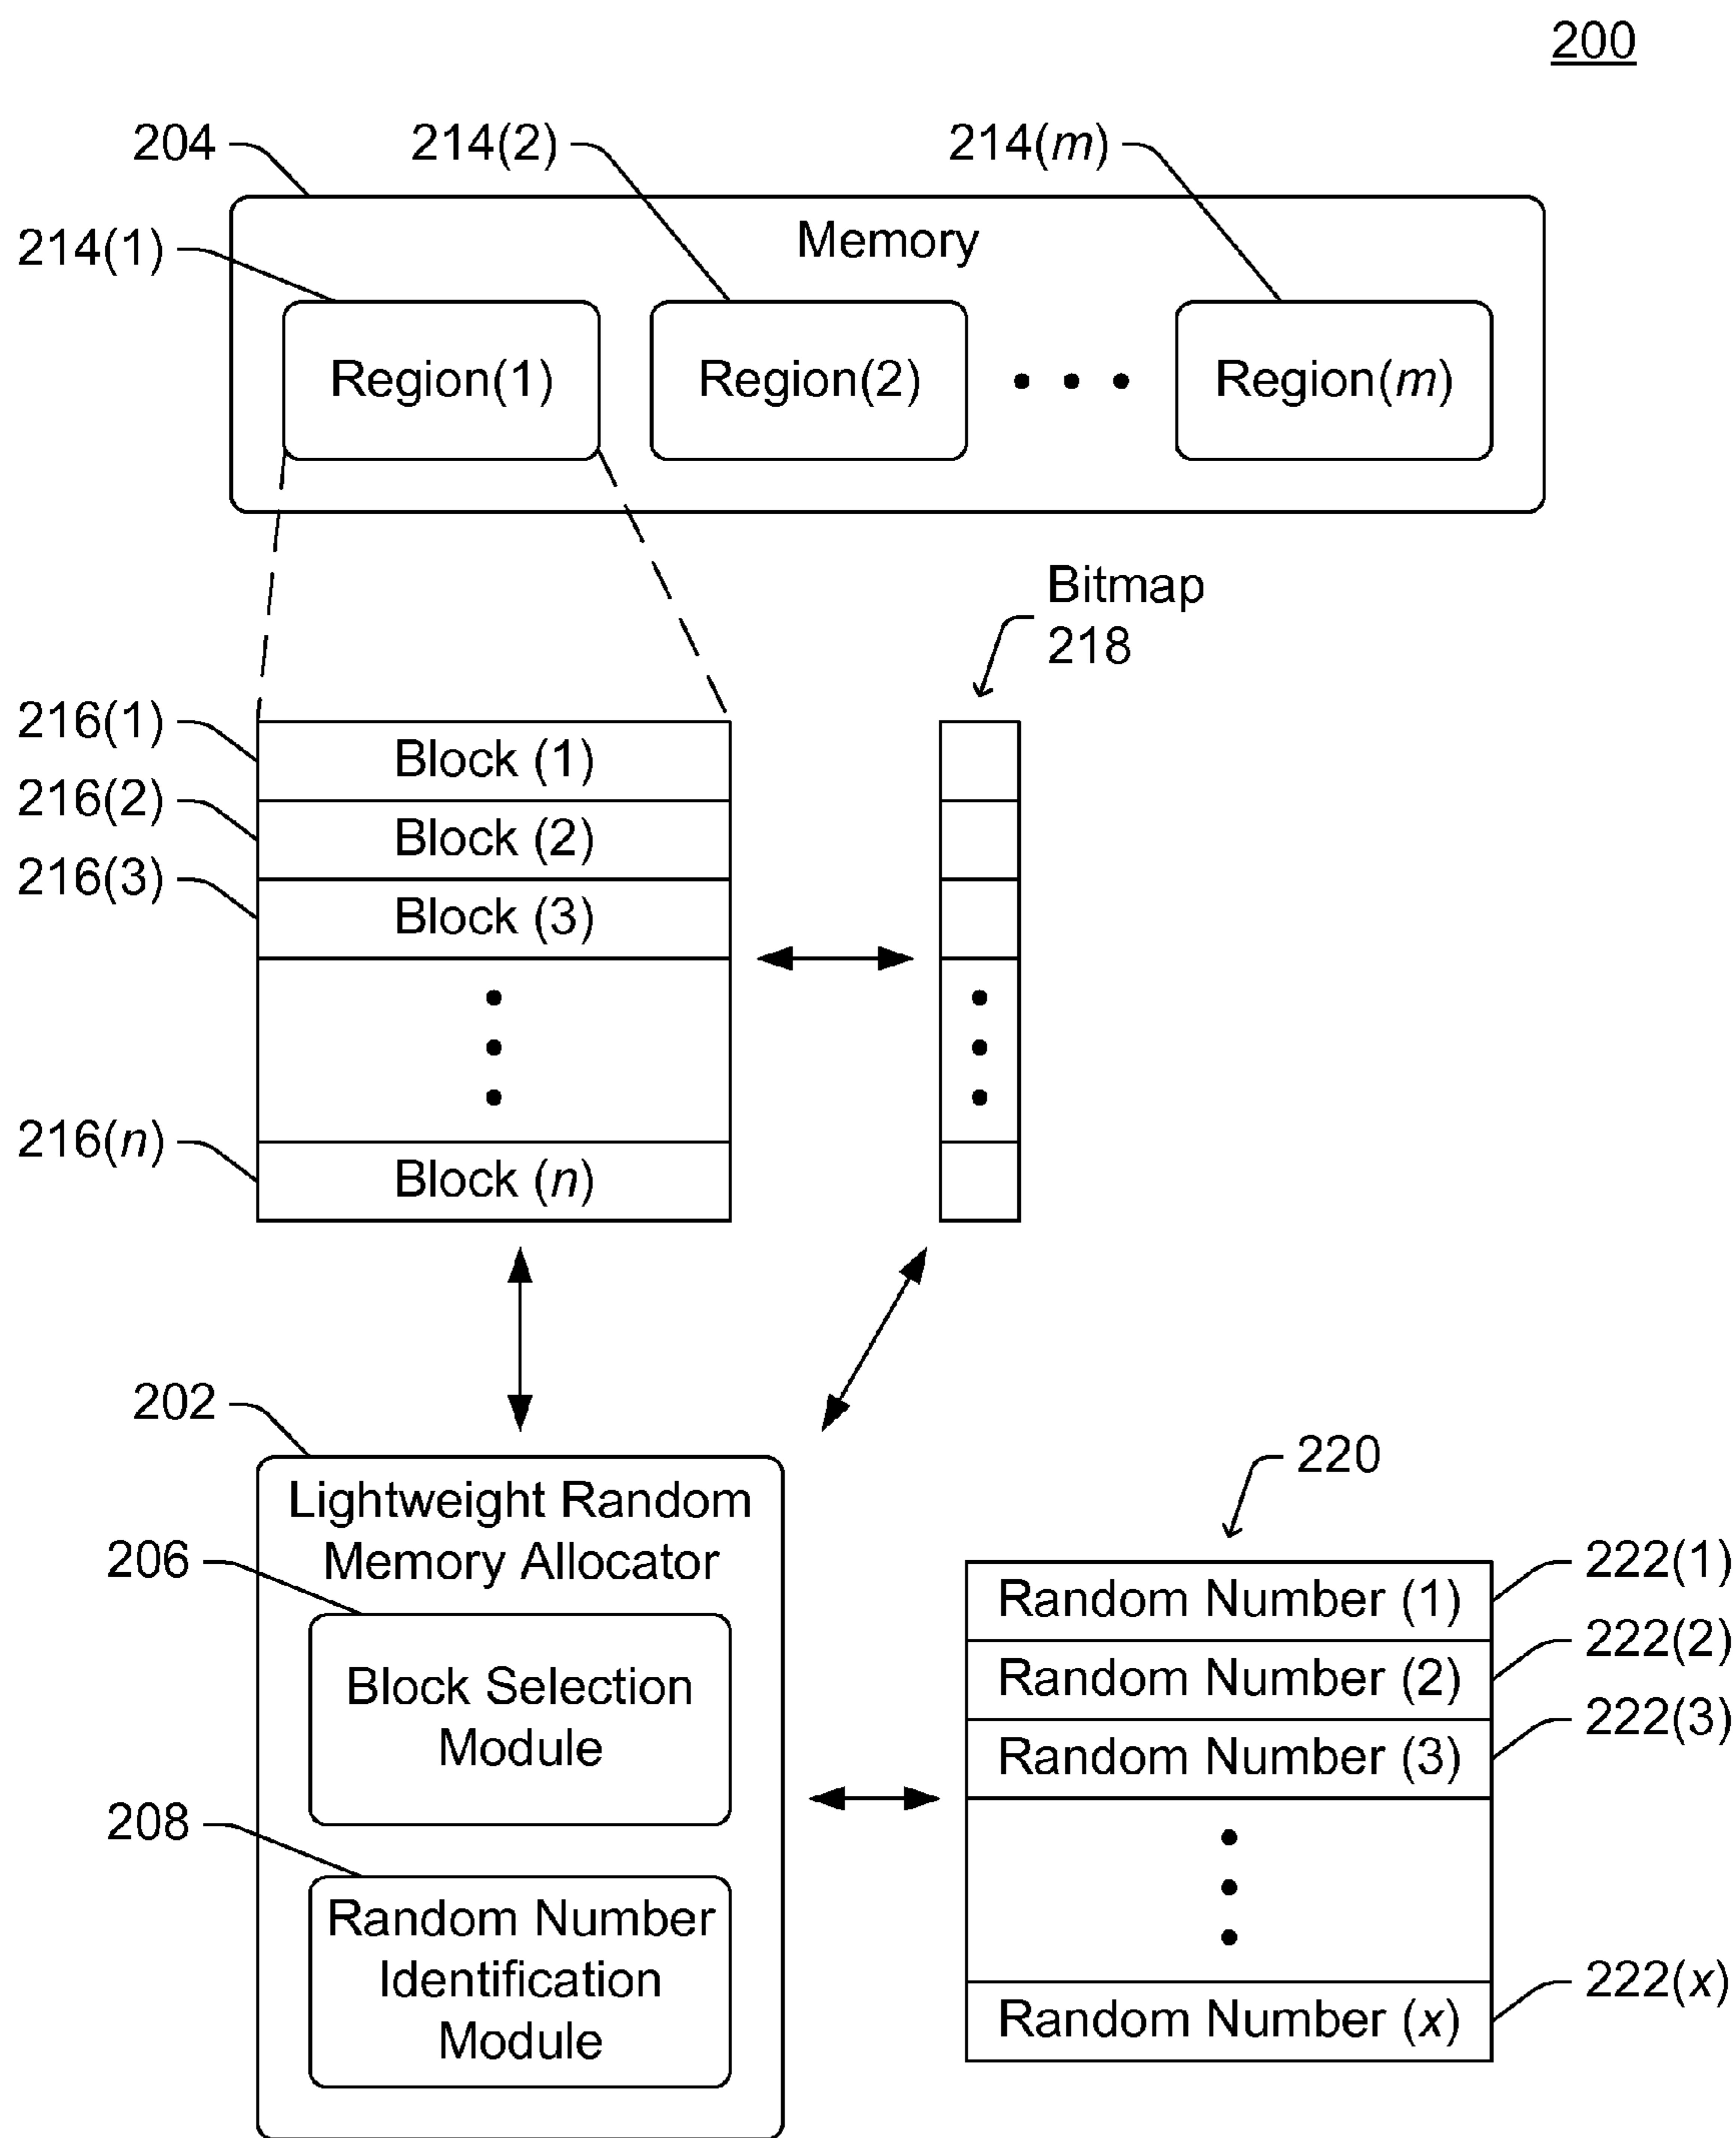 200
204
214(2)
214(m)
214(1)
Memory
Region(1)
Region(2)
Region(m)
Bitmap
218
216(1)
Block (1)
216(2)
Block (2)
216(3)
Block (3)
216(n)
Block (n)
202
Lightweight Random
Memory Allocator
206
Block Selection
Module
208
Random Number
Identification
Module
220
222(1)
Random Number (1)
222(2)
Random Number (2)
222(3)
Random Number (3)
222(x)
Random Number (x)